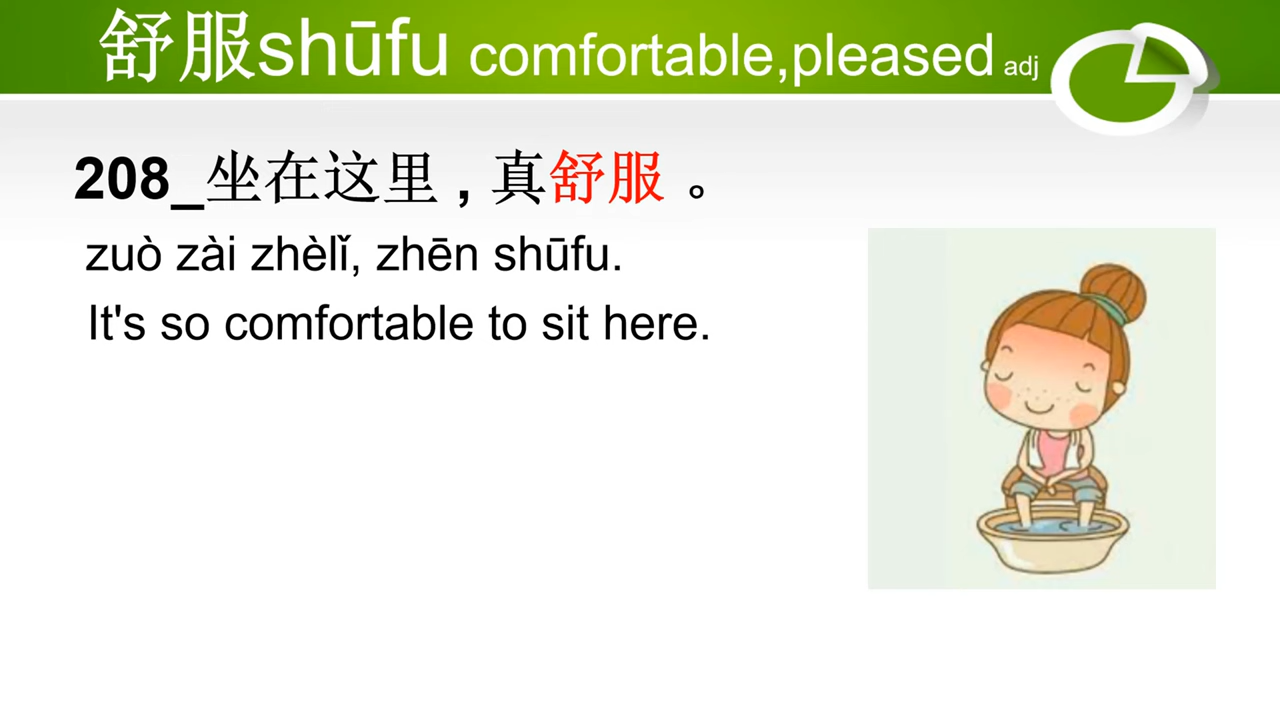 舒服shūfu comfortable,pleased adj
208_坐在这里 , 真舒服 。
zuò zài zhèlǐ, zhēn shūfu.
It's so comfortable to sit here.